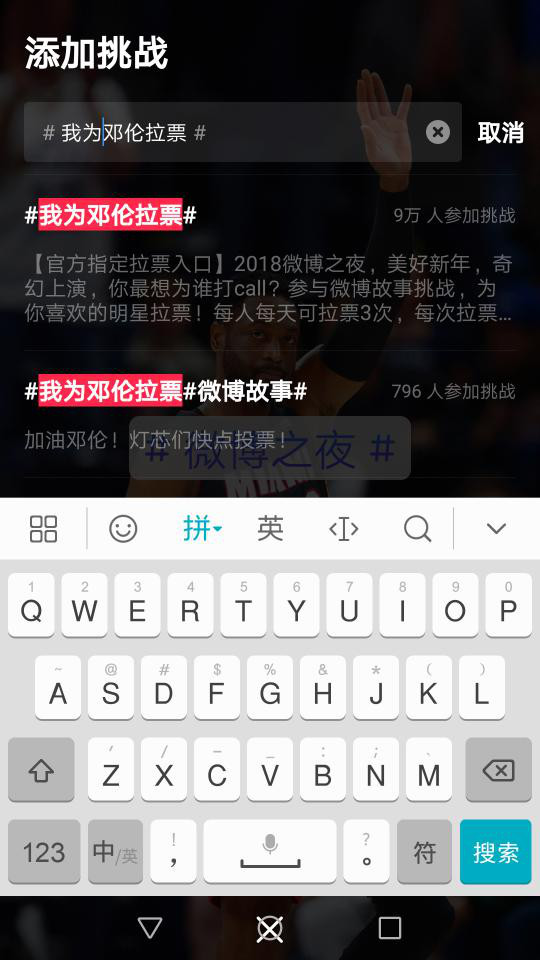 添加挑战
# 我为邓伦拉票 #
取消
#我为邓伦拉票#
9万 人参加挑战
【官方指定拉票入口】2018微博之夜，美好新年，奇
幻上演，你最想为谁打call？参与微博故事挑战，为
你喜欢的明星拉票！每人每天可拉票3次，每次拉票...
#我为邓伦拉票#微博故事#
796 人参加挑战
加油邓伦！灯芯们快点投票！
# 微博之夜 #
MIAMI
拼 英
1 2 3 4 5 6 7 8 9 0
Q W E R T Y U I O P
~ @ # $ % & * ( )
A S D F G H J K L
' / - _ : ; 、
Z X C V B N M
! ?
123 中/英 , 。 符 搜索